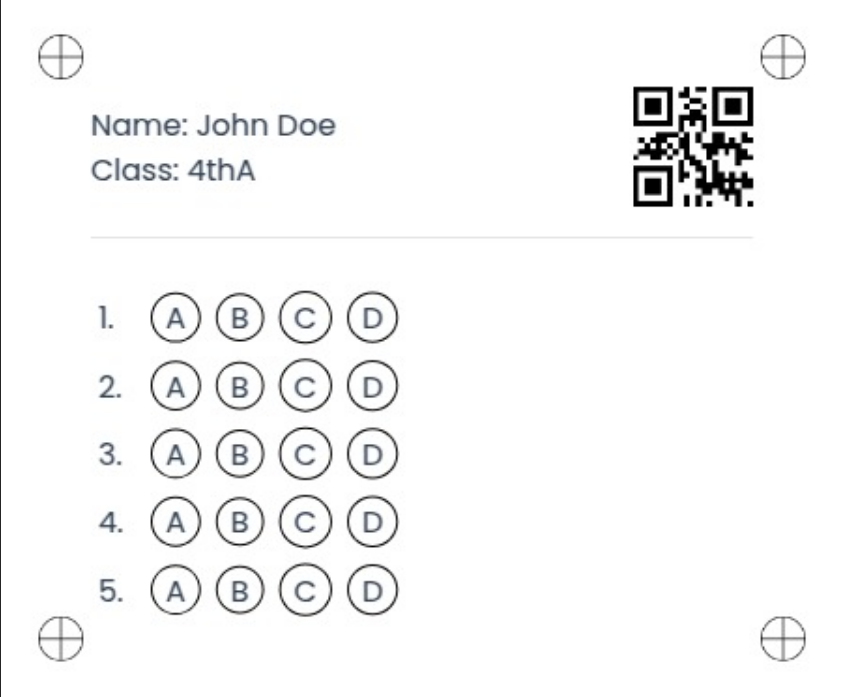 Name: John Doe
Class: 4thA
1. A B C D
2. A B C D
3. A B C D
4. A B C D
5. A B C D